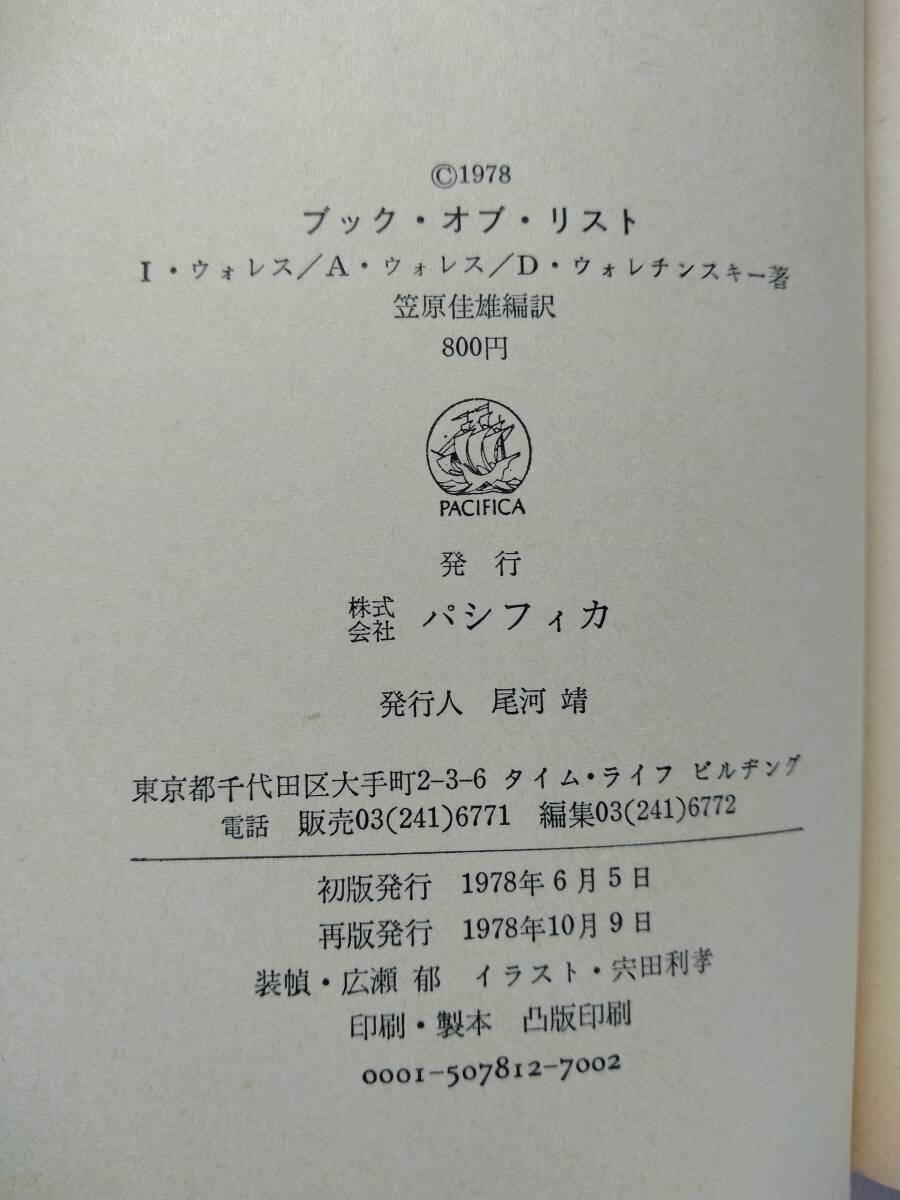 ©1978
ブック・オブ・リスト
I・ウォレス/A・ウォレス/D・ウォレチンスキー著
笠原佳雄編訳
800円
PACIFICA
発行
株式会社 パシフィカ
発行人 尾河 靖
東京都千代田区大手町2-3-6 タイム・ライフ ビルヂング
電話 販売03(241)6771 編集03(241)6772
初版発行 1978年6月5日
再版発行 1978年10月9日
装幀・広瀬 郁 イラスト・宍田利孝
印刷・製本 凸版印刷
0001-507812-7002